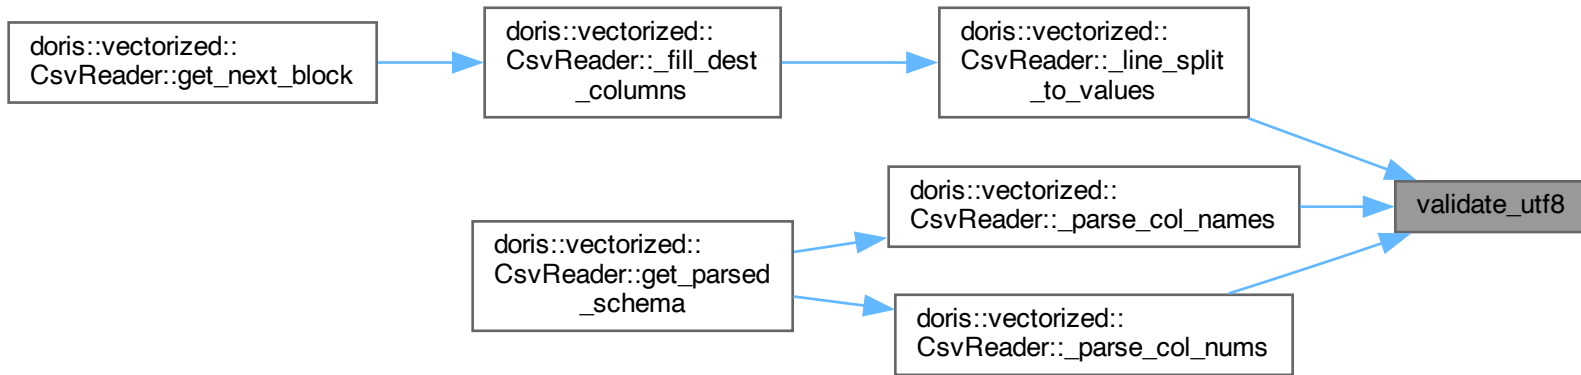 doris::vectorized::
CsvReader::get_next_block
doris::vectorized::
CsvReader::_fill_dest
_columns
doris::vectorized::
CsvReader::_line_split
_to_values
doris::vectorized::
CsvReader::_parse_col_names
validate_utf8
doris::vectorized::
CsvReader::get_parsed
_schema
doris::vectorized::
CsvReader::_parse_col_nums